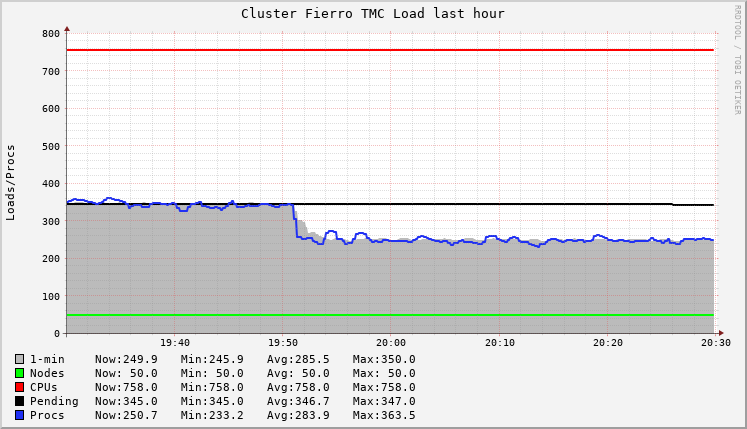 Cluster Fierro TMC Load last hour
RRDTOOL / TOBI OETIKER
Loads/Procs
800
700
600
500
400
300
200
100
0
19:40 19:50 20:00 20:10 20:20 20:30
1-min Now:249.9 Min:245.9 Avg:285.5 Max:350.0
Nodes Now: 50.0 Min: 50.0 Avg: 50.0 Max: 50.0
CPUs Now:758.0 Min:758.0 Avg:758.0 Max:758.0
Pending Now:345.0 Min:345.0 Avg:346.7 Max:347.0
Procs Now:250.7 Min:233.2 Avg:283.9 Max:363.5